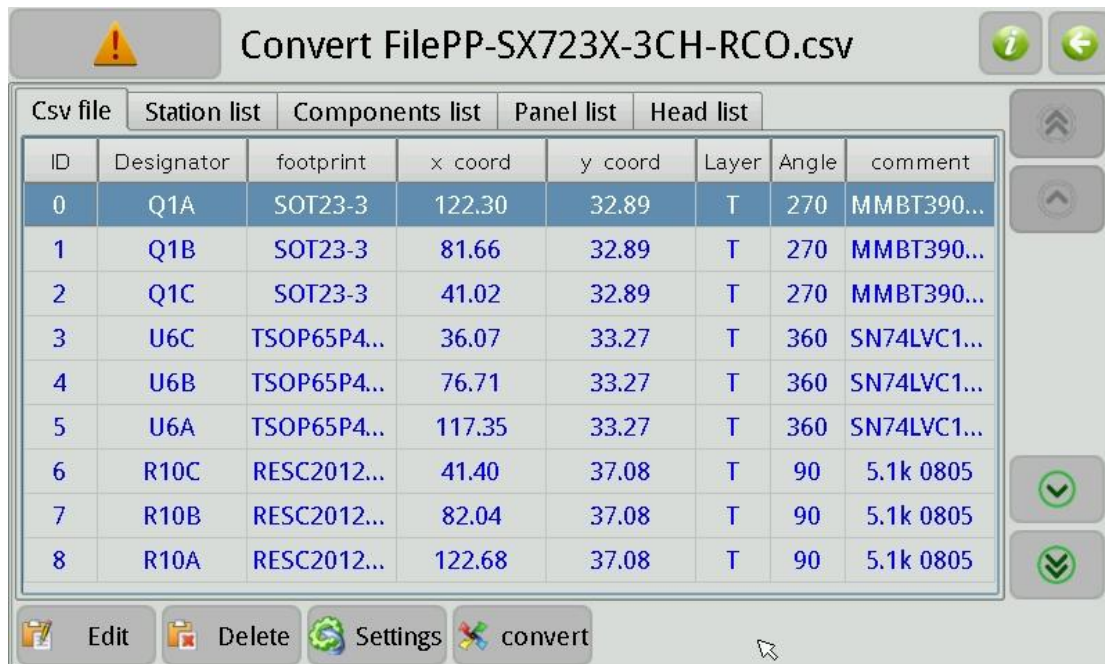 Convert FilePP-SX723X-3CH-RCO.csv
Csv file Station list Components list Panel list Head list
ID Designator footprint x coord y coord Layer Angle comment
0 Q1A SOT23-3 122.30 32.89 T 270 MMBT390...
1 Q1B SOT23-3 81.66 32.89 T 270 MMBT390...
2 Q1C SOT23-3 41.02 32.89 T 270 MMBT390...
3 U6C TSOP65P4... 36.07 33.27 T 360 SN74LVC1...
4 U6B TSOP65P4... 76.71 33.27 T 360 SN74LVC1...
5 U6A TSOP65P4... 117.35 33.27 T 360 SN74LVC1...
6 R10C RESC2012... 41.40 37.08 T 90 5.1k 0805
7 R10B RESC2012... 82.04 37.08 T 90 5.1k 0805
8 R10A RESC2012... 122.68 37.08 T 90 5.1k 0805
Edit Delete Settings convert